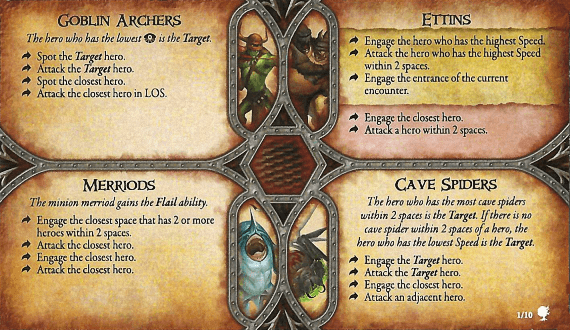 GOBLIN ARCHERS
The hero who has the lowest is the Target.
Spot the Target hero.
Attack the Target hero.
Spot the closest hero.
Attack the closest hero in LOS.
ETTINS
Engage the hero who has the highest Speed.
Attack the hero who has the highest Speed
within 2 spaces.
Engage the entrance of the current
encounter.
Engage the closest hero.
Attack a hero within 2 spaces.
MERRIODS
The minion merriod gains the Flail ability.
Engage the closest space that has 2 or more
heroes within 2 spaces.
Attack the closest hero.
Engage the closest hero.
Attack the closest hero.
CAVE SPIDERS
The hero who has the most cave spiders
within 2 spaces is the Target. If there is no
cave spider within 2 spaces of a hero, the
hero who has the lowest Speed is the Target.
Engage the Target hero.
Attack the Target hero.
Engage the closest hero.
Attack an adjacent hero.
1/10